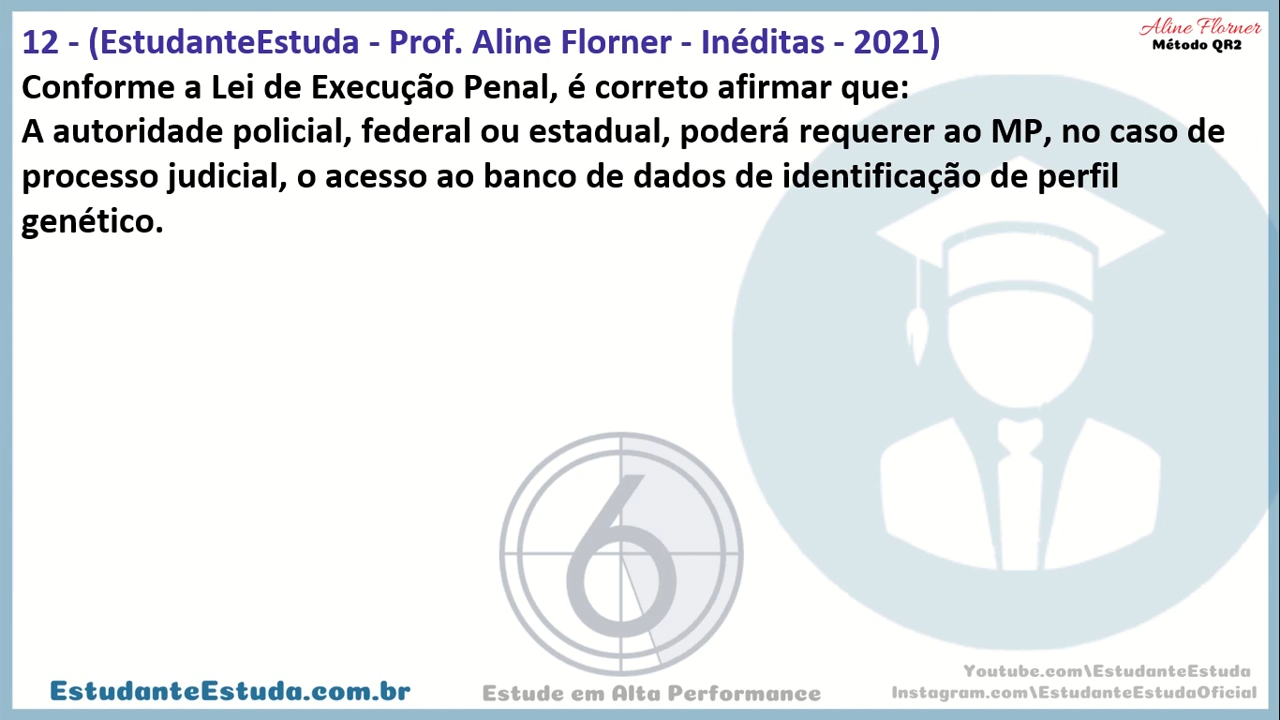 12 - (EstudanteEstuda - Prof. Aline Florner - Inéditas - 2021)
Aline Florner
Método QR2
Conforme a Lei de Execução Penal, é correto afirmar que:
A autoridade policial, federal ou estadual, poderá requerer ao MP, no caso de
processo judicial, o acesso ao banco de dados de identificação de perfil
genético.
6
EstudanteEstuda.com.br
Estude em Alta Performance
Youtube.com\EstudanteEstuda
Instagram.com\EstudanteEstudaOficial